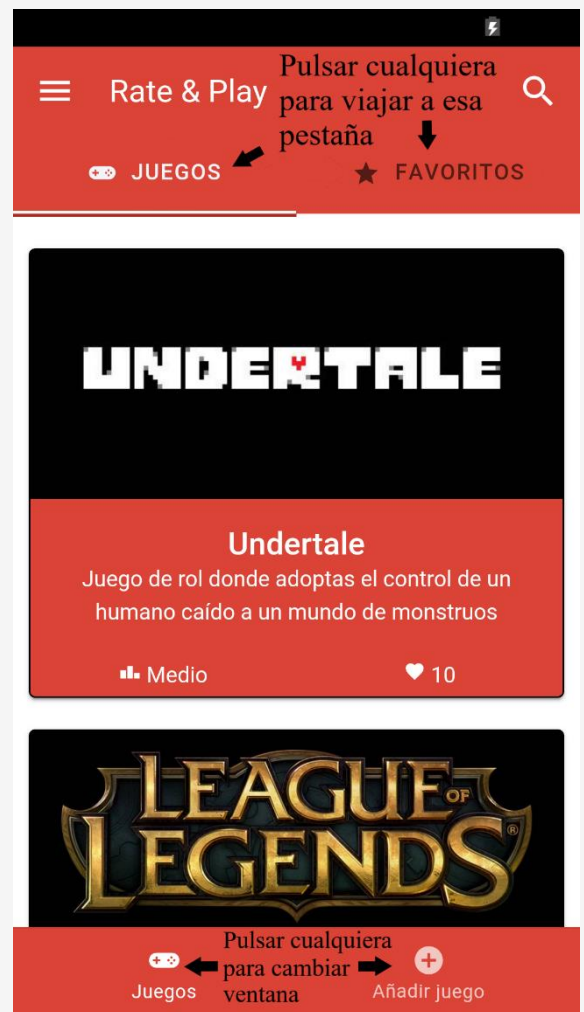 Rate & Play
Pulsar cualquiera
para viajar a esa
pestaña
JUEGOS
FAVORITOS
UNDERTALE
Undertale
Juego de rol donde adoptas el control de un
humano caído a un mundo de monstruos
Medio
10
LEAGUE OF
LEGENDS®
Pulsar cualquiera
para cambiar
ventana
Juegos
Añadir juego